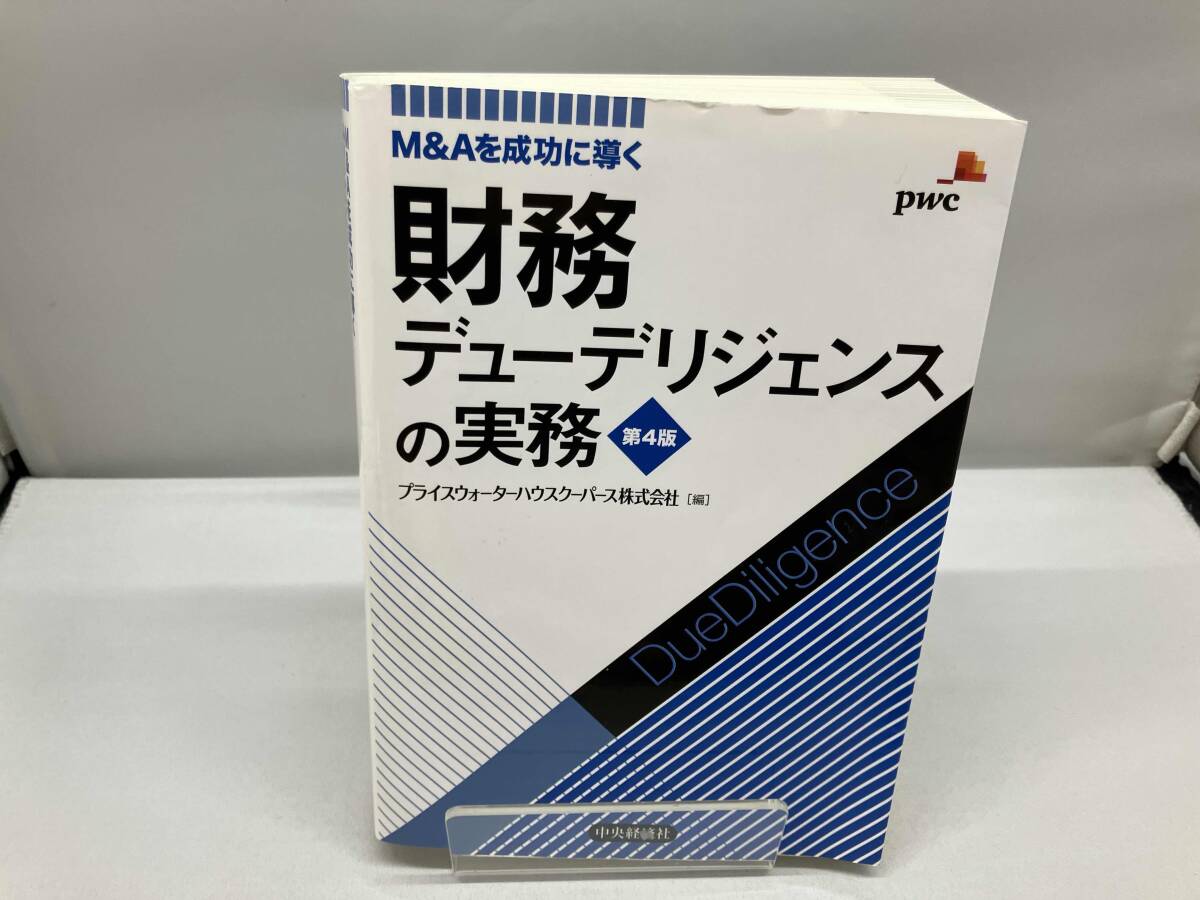 M&Aを成功に導く
pwc
財務
デューデリジェンス
の実務
第4版
プライスウォーターハウスクーパース株式会社［編］
DueDiligence
中央経済社